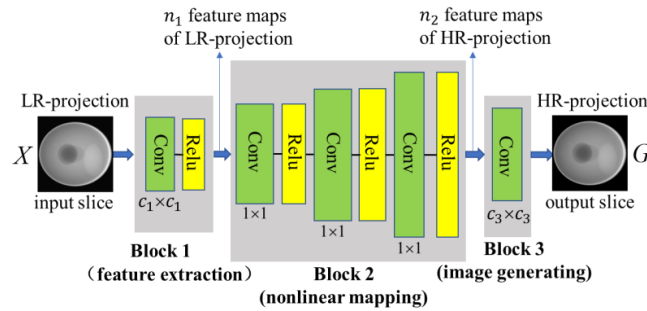 n₁ feature maps
of LR-projection
n₂ feature maps
of HR-projection
LR-projection
X
input slice
Conv
Relu
c₁×c₁
Block 1
（feature extraction）
Conv
Relu
1×1
Conv
Relu
1×1
Conv
Relu
1×1
Block 2
(nonlinear mapping)
Conv
c₃×c₃
Block 3
(image generating)
HR-projection
G
output slice